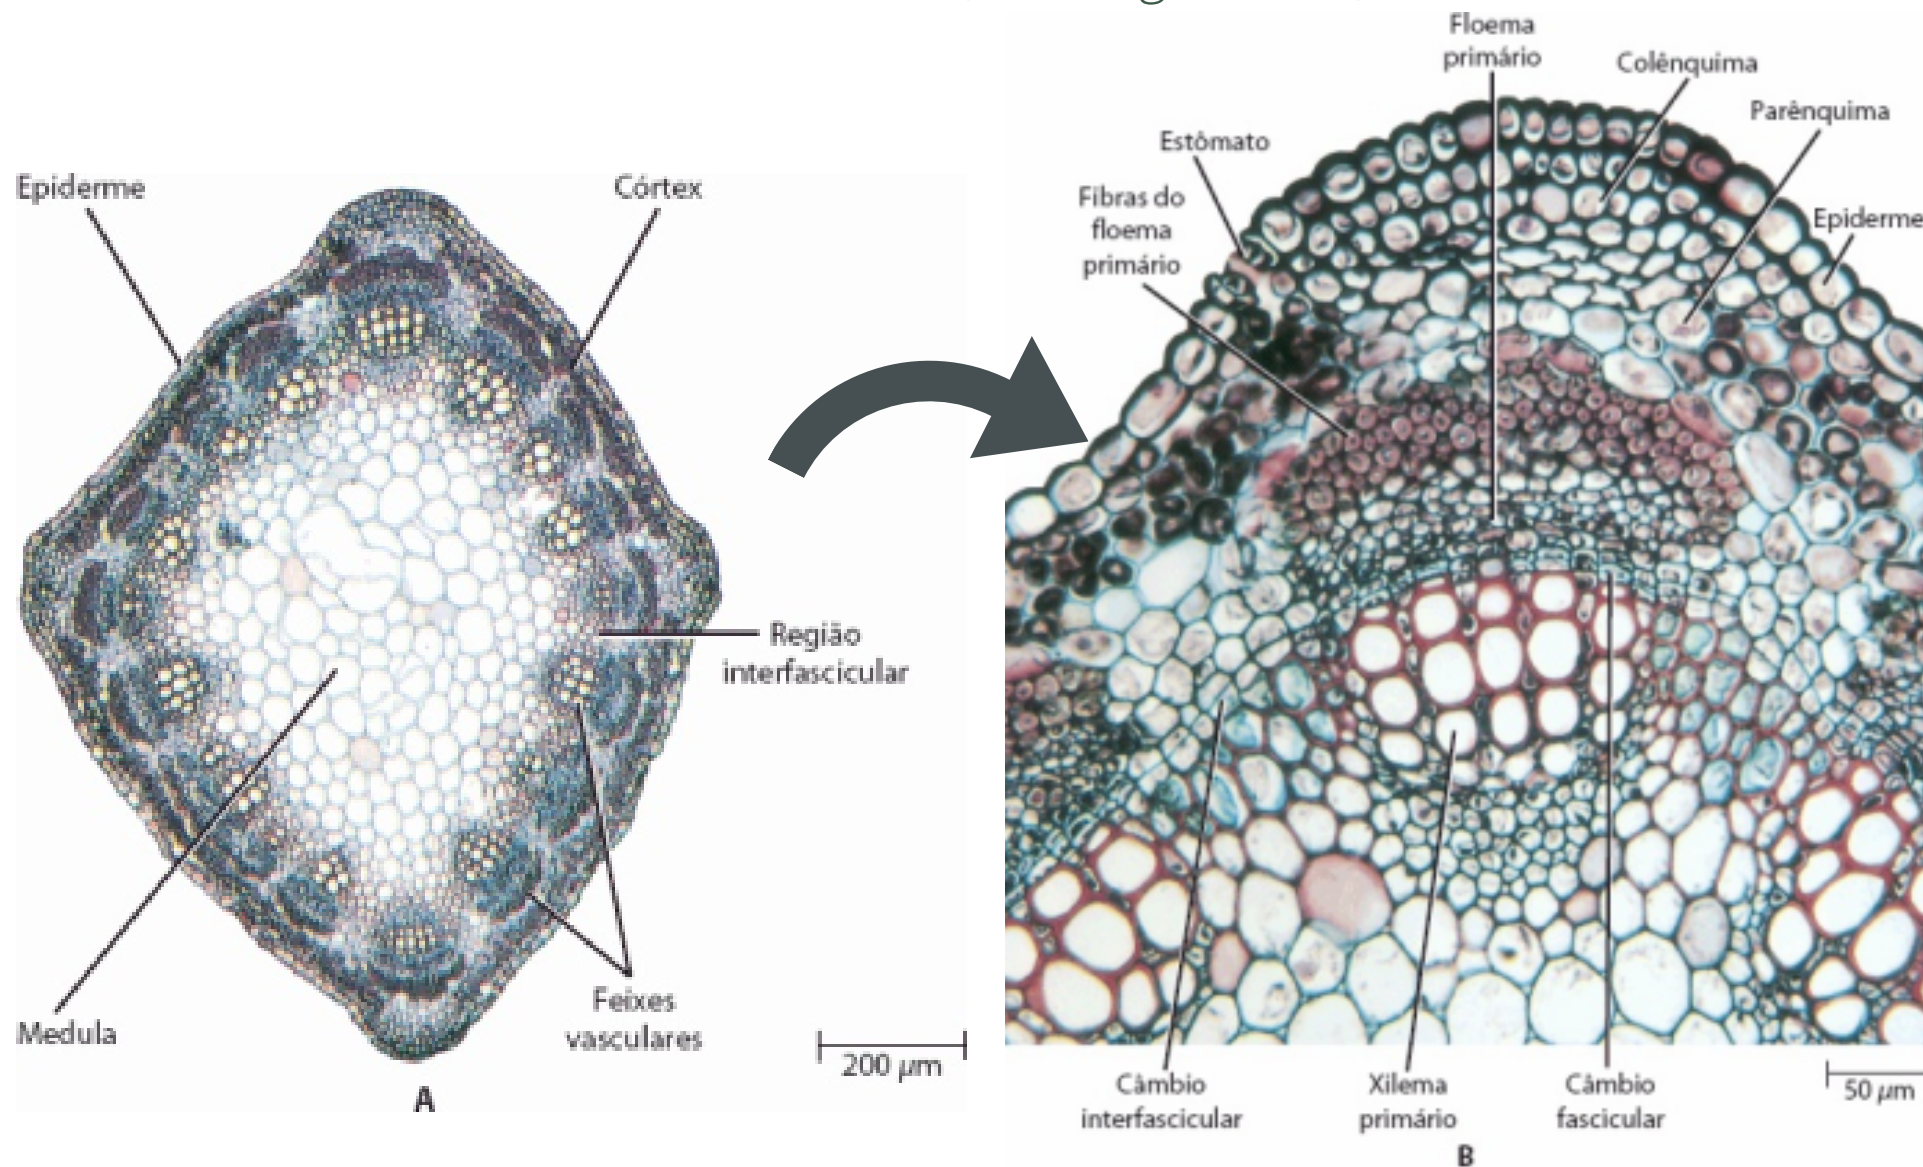 Epiderme
Córtex
Região
interfascicular
Feixes
vasculares
Medula
200 µm
A
Floema
primário
Colênquima
Parênquima
Estômato
Fibras do
floema
primário
Epiderme
Câmbio
interfascicular
Xilema
primário
Câmbio
fascicular
50 µm
B